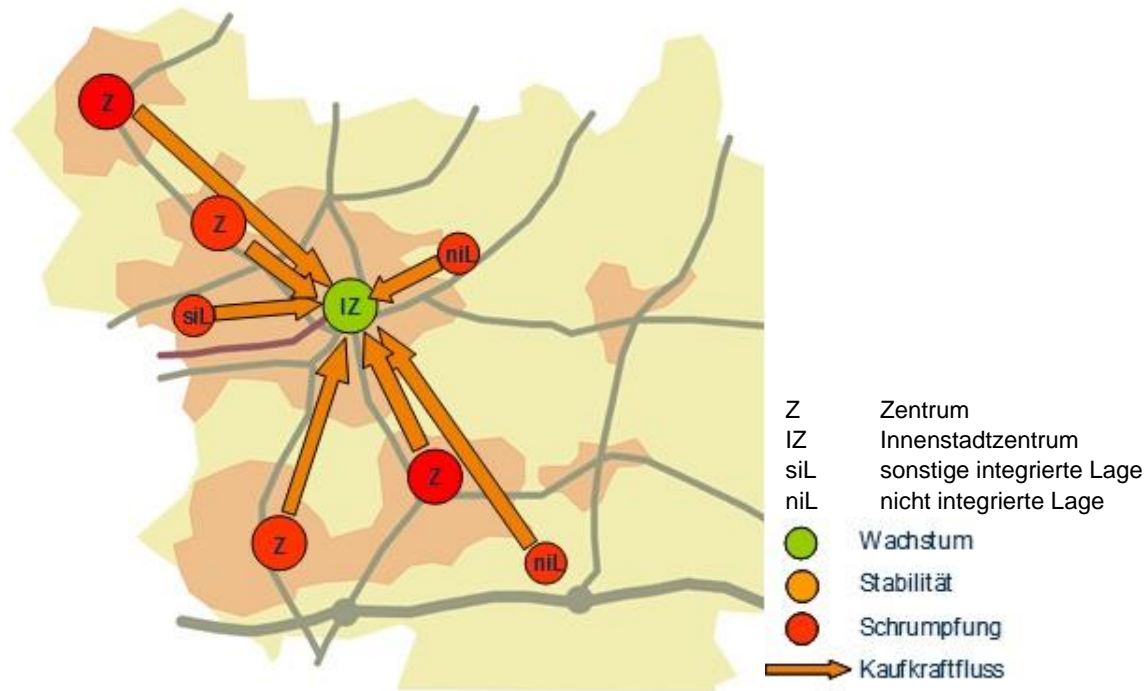 Z
Z
niL
IZ
siL
Z
Z
niL
Z Zentrum
IZ Innenstadtzentrum
siL sonstige integrierte Lage
niL nicht integrierte Lage
Wachstum
Stabilität
Schrumpfung
Kaufkraftfluss